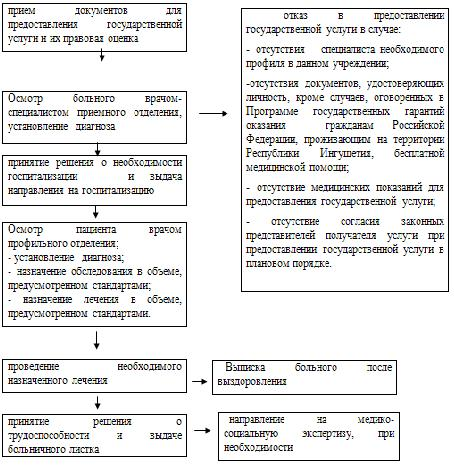 прием документов для
предоставления государственной
услуги и их правовая оценка
Осмотр больного врачом-
специалистом приемного отделения,
установление диагноза
принятие решения о необходимости
госпитализации и выдача
направления на госпитализацию
Осмотр пациента врачом
профильного отделения;
- установление диагноза;
- назначение обследования в объеме,
предусмотренном стандартами;
- назначение лечения в объеме,
предусмотренном стандартами.
проведение необходимого
назначенного лечения
принятие решения о
трудоспособности и выдаче
больничного листка
отказ в предоставлении
государственной услуги в случае:
- отсутствия специалиста необходимого
профиля в данном учреждении;
-отсутствия документов, удостоверяющих
личность, кроме случаев, оговоренных в
Программе государственных гарантий
оказания гражданам Российской
Федерации, проживающим на территории
Республики Ингушетия, бесплатной
медицинской помощи;
- отсутствие медицинских показаний для
предоставления государственной услуги;
- отсутствие согласия законных
представителей получателя услуги при
предоставлении государственной услуги в
плановом порядке.
Выписка больного после
выздоровления
направление на медико-
социальную экспертизу, при
необходимости